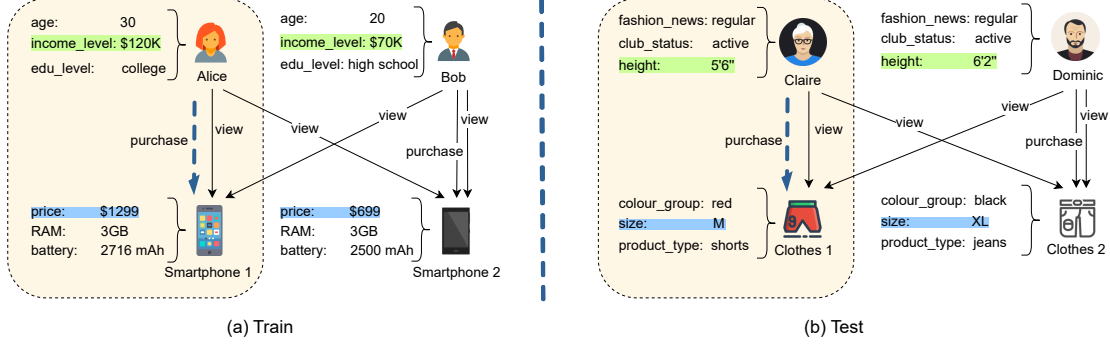 age: 30
income_level: $120K
edu_level: college
Alice
age: 20
income_level: $70K
edu_level: high school
Bob
purchase
view
view
view
purchase
view
price: $1299
RAM: 3GB
battery: 2716 mAh
Smartphone 1
price: $699
RAM: 3GB
battery: 2500 mAh
Smartphone 2
(a) Train
fashion_news: regular
club_status: active
height: 5'6"
Claire
fashion_news: regular
club_status: active
height: 6'2"
Dominic
purchase
view
view
view
purchase
view
colour_group: red
size: M
product_type: shorts
9
Clothes 1
colour_group: black
size: XL
product_type: jeans
Clothes 2
(b) Test